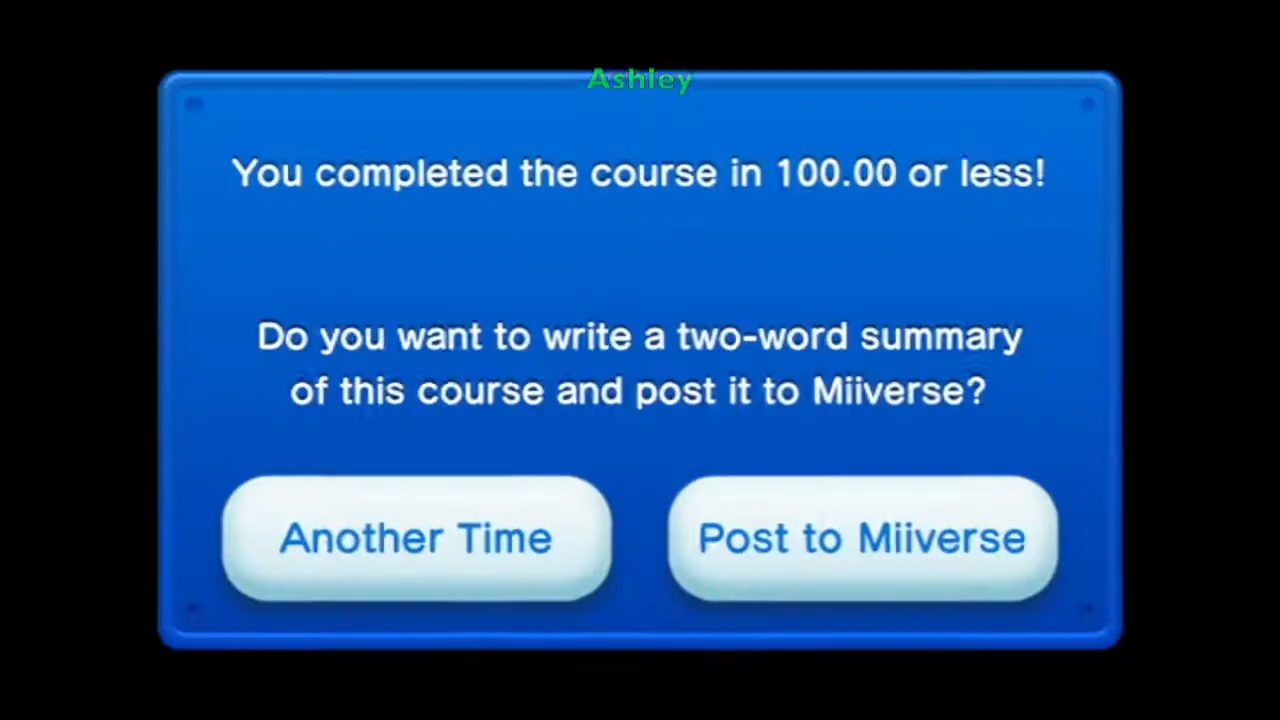 Ashley
You completed the course in 100.00 or less!
Do you want to write a two-word summary
of this course and post it to Miiverse?
Another Time
Post to Miiverse